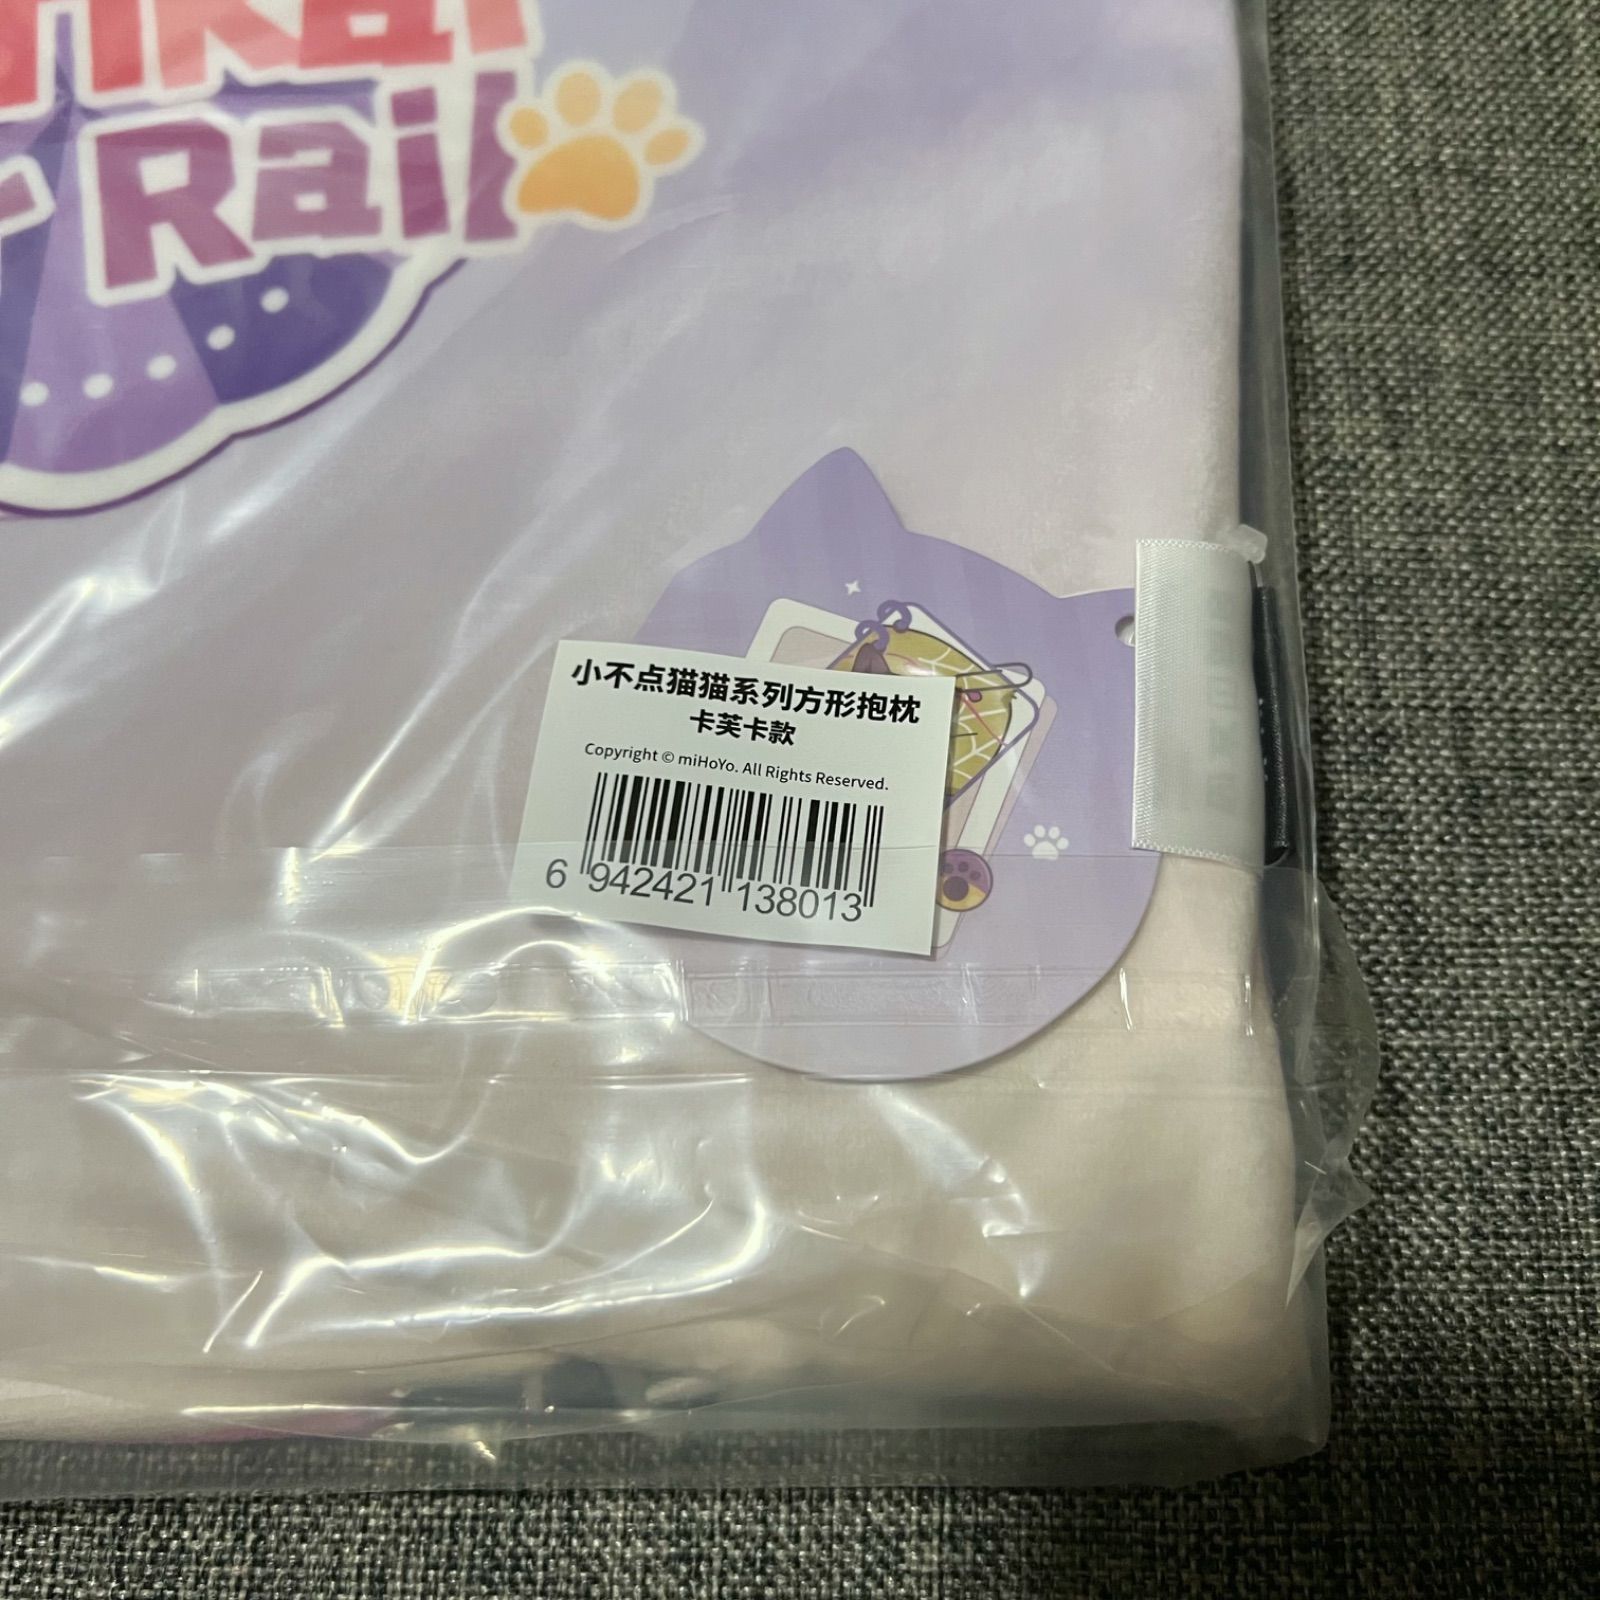 Rail
小不点猫猫系列方形抱枕
卡芙卡款
Copyright © miHoYo. All Rights Reserved.
6 942421 138013